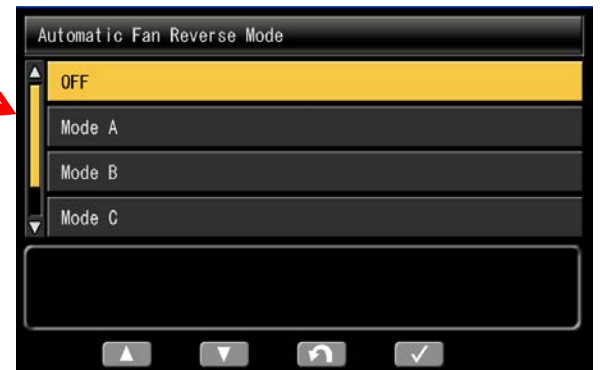 Automatic Fan Reverse Mode
OFF
Mode A
Mode B
Mode C